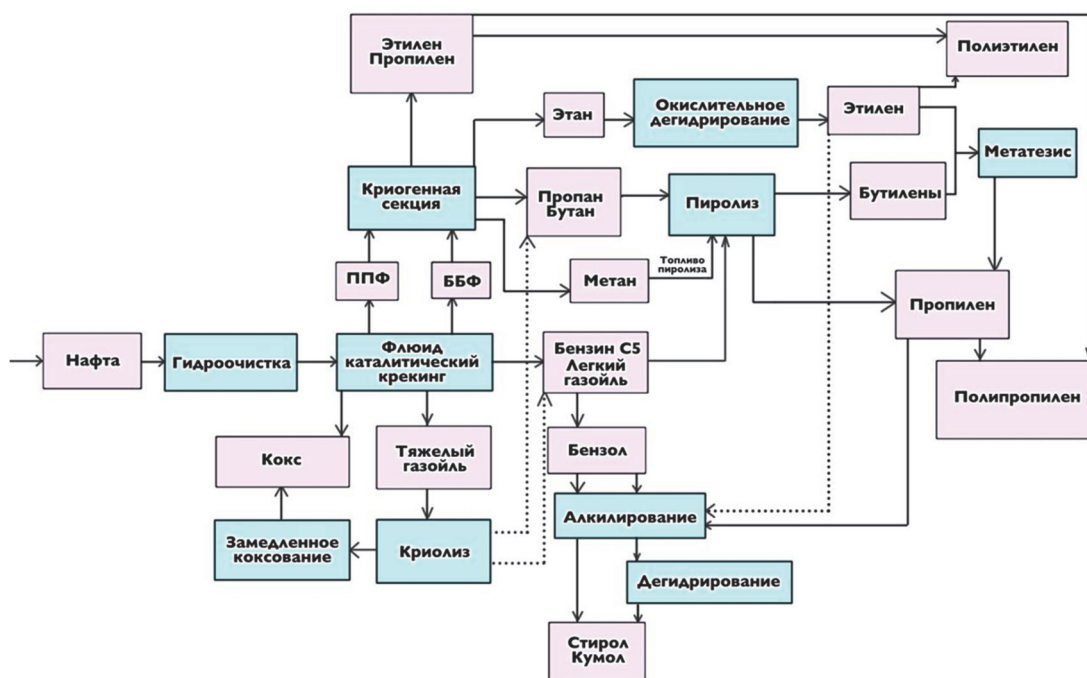 Этилен
Пропилен
Полиэтилен
Этан
Окислительное
дегидрирование
Этилен
Метатезис
Криогенная
секция
Пропан
Бутан
Пиролиз
Бутилены
ППФ
ББФ
Метан
Топливо
пиролиза
Пропилен
Нафта
Гидроочистка
Флюид
каталитический
крекинг
Бензин С5
Легкий
газойль
Полипропилен
Кокс
Тяжелый
газойль
Бензол
Замедленное
коксование
Криолиз
Алкилирование
Дегидрирование
Стирол
Кумол